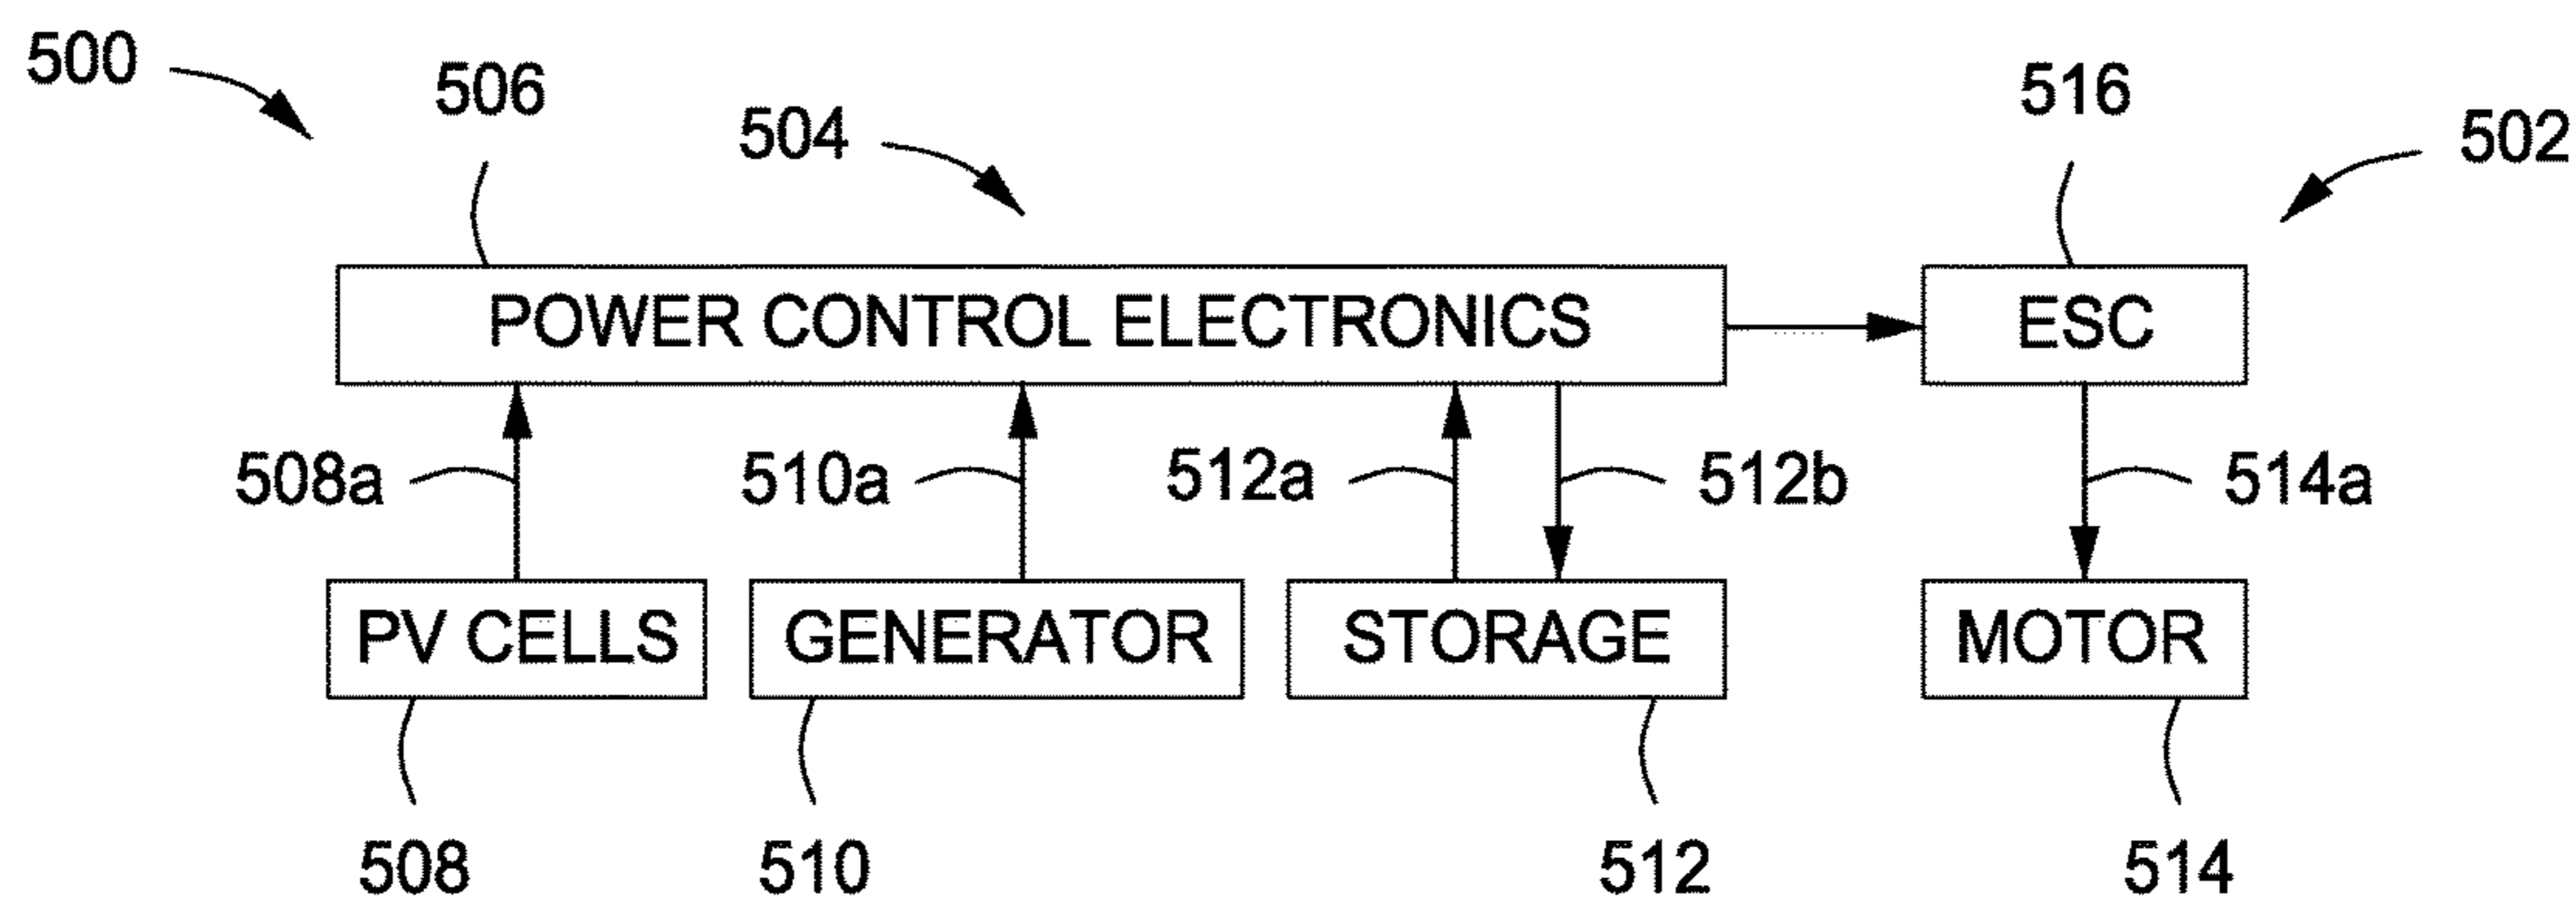 500
506
504
516
502
POWER CONTROL ELECTRONICS
ESC
508a
510a
512a
512b
514a
PV CELLS
GENERATOR
STORAGE
MOTOR
508
510
512
514